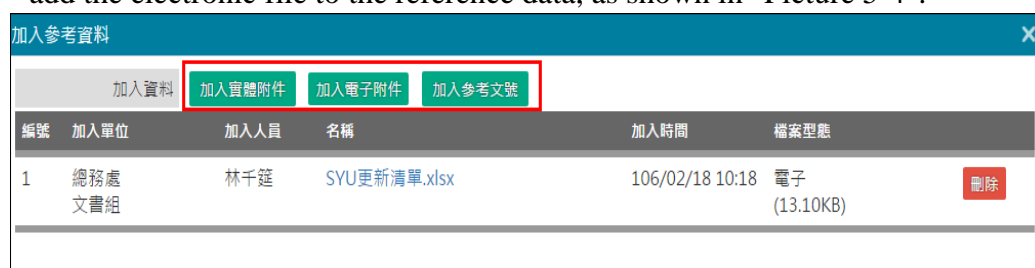 add the electronic file to the reference data, as shown in "Picture 3-4".
加入參考資料
加入資料 加入實體附件 加入電子附件 加入參考文號
編號 加入單位 加入人員 名稱 加入時間 檔案型態
1 總務處 林千筳 SYU更新清單.xlsx 106/02/18 10:18 電子 刪除
文書組 (13.10KB)